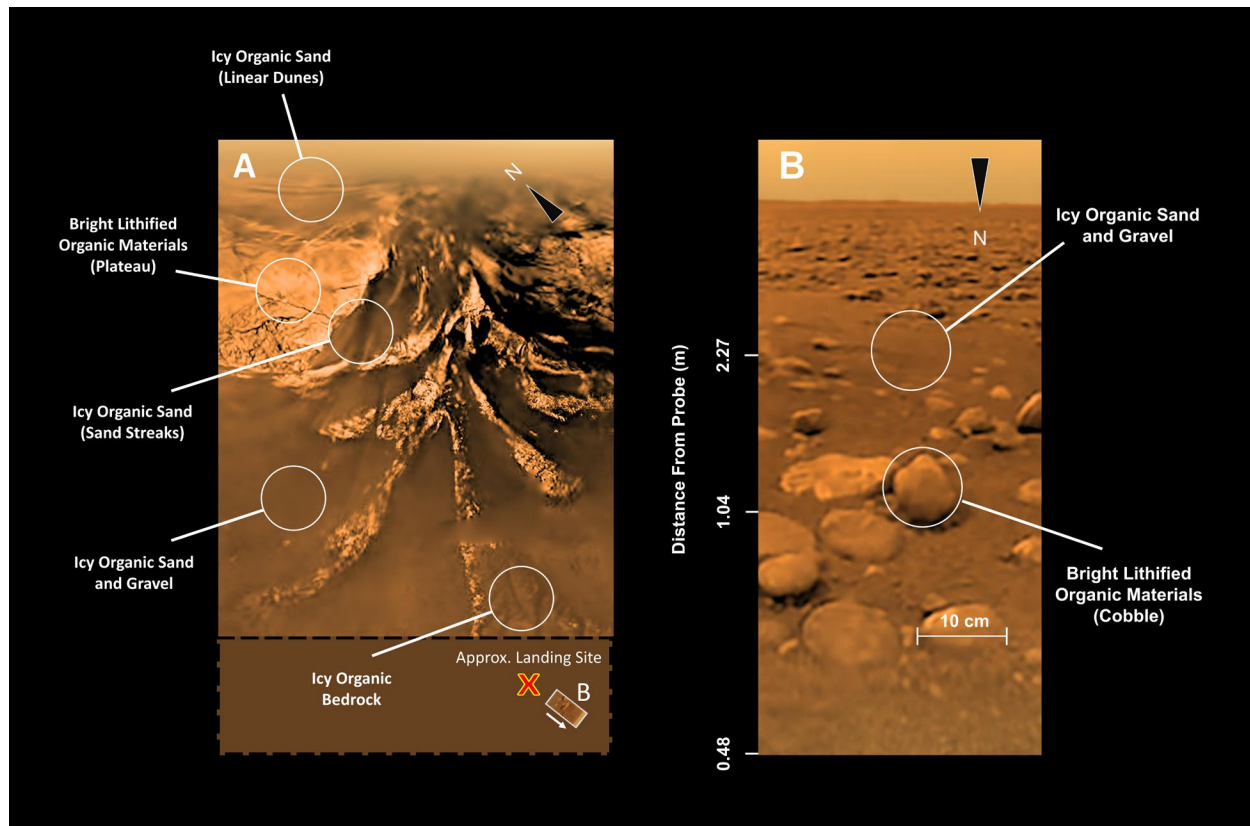 Icy Organic Sand
(Linear Dunes)
A
N
Bright Lithified
Organic Materials
(Plateau)
Icy Organic Sand
(Sand Streaks)
Icy Organic Sand
and Gravel
Icy Organic
Bedrock
Approx. Landing Site
X
B
B
N
Icy Organic Sand
and Gravel
Distance From Probe (m)
2.27
1.04
0.48
Bright Lithified
Organic Materials
(Cobble)
10 cm